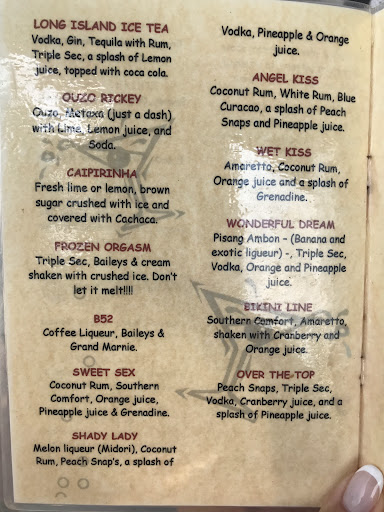 LONG ISLAND ICE TEA
Vodka, Gin, Tequila with Rum,
Triple Sec, a splash of Lemon
juice, topped with coca cola.
OUZO RICKEY
Ouzo, Metaxa (just a dash)
with Lime, Lemon juice, and
Soda.
CAIPIRINHA
Fresh lime or lemon, brown
sugar crushed with ice and
covered with Cachaca.
FROZEN ORGASM
Triple Sec, Baileys & cream
shaken with crushed ice. Don't
let it melt!!!!
B52
Coffee Liqueur, Baileys &
Grand Marnie.
SWEET SEX
Coconut Rum, Southern
Comfort, Orange juice,
Pineapple juice & Grenadine.
SHADY LADY
Melon liqueur (Midori), Coconut
Rum, Peach Snap's, a splash of
Vodka, Pineapple & Orange
juice.
ANGEL KISS
Coconut Rum, White Rum, Blue
Curacao, a splash of Peach
Snaps and Pineapple juice.
WET KISS
Amaretto, Coconut Rum,
Orange juice and a splash of
Grenadine.
WONDERFUL DREAM
Pisang Ambon - (Banana and
exotic ligueur) -, Triple Sec,
Vodka, Orange and Pineapple
juice.
BIKINI LINE
Southern Comfort, Amaretto,
shaken with Cranberry and
Orange juice.
OVER THE TOP
Peach Snaps, Triple Sec,
Vodka, Cranberry juice, and a
splash of Pineapple juice.